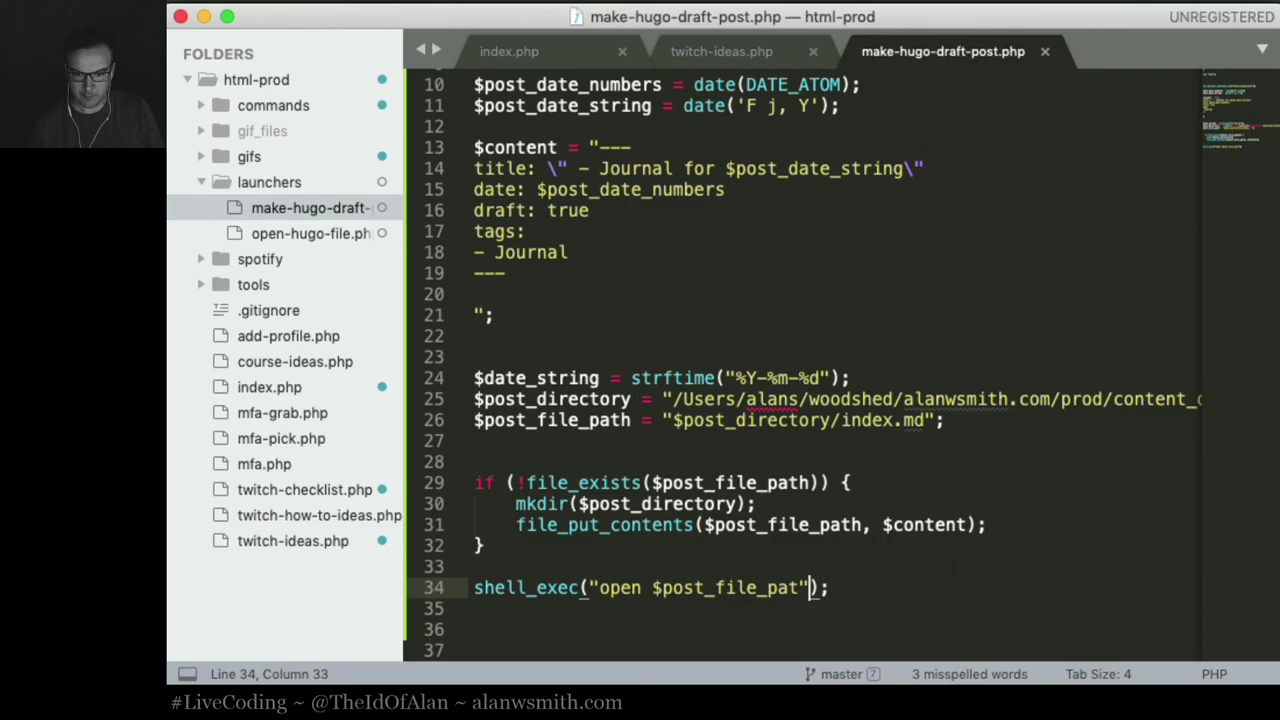 make-hugo-draft-post.php — html-prod
UNREGISTERED
FOLDERS
html-prod
commands
gif_files
gifs
launchers
make-hugo-draft-
open-hugo-file.ph
spotify
tools
.gitignore
add-profile.php
course-ideas.php
index.php
mfa-grab.php
mfa-pick.php
mfa.php
twitch-checklist.php
twitch-how-to-ideas.php
twitch-ideas.php
index.php
twitch-ideas.php
make-hugo-draft-post.php
10 $post_date_numbers = date(DATE_ATOM);
11 $post_date_string = date('F j, Y');
12
13 $content = "---
14 title: \" - Journal for $post_date_string\"
15 date: $post_date_numbers
16 draft: true
17 tags:
18 - Journal
19 ---
20
21 ";
22
23
24 $date_string = strftime("%Y-%m-%d");
25 $post_directory = "/Users/alans/woodshed/alanwsmith.com/prod/content_
26 $post_file_path = "$post_directory/index.md";
27
28
29 if (!file_exists($post_file_path)) {
30 mkdir($post_directory);
31 file_put_contents($post_file_path, $content);
32 }
33
34 shell_exec("open $post_file_pat");
35
36
37
Line 34, Column 33
master 7
3 misspelled words
Tab Size: 4
PHP
#LiveCoding ~ @TheIdOfAlan ~ alanwsmith.com